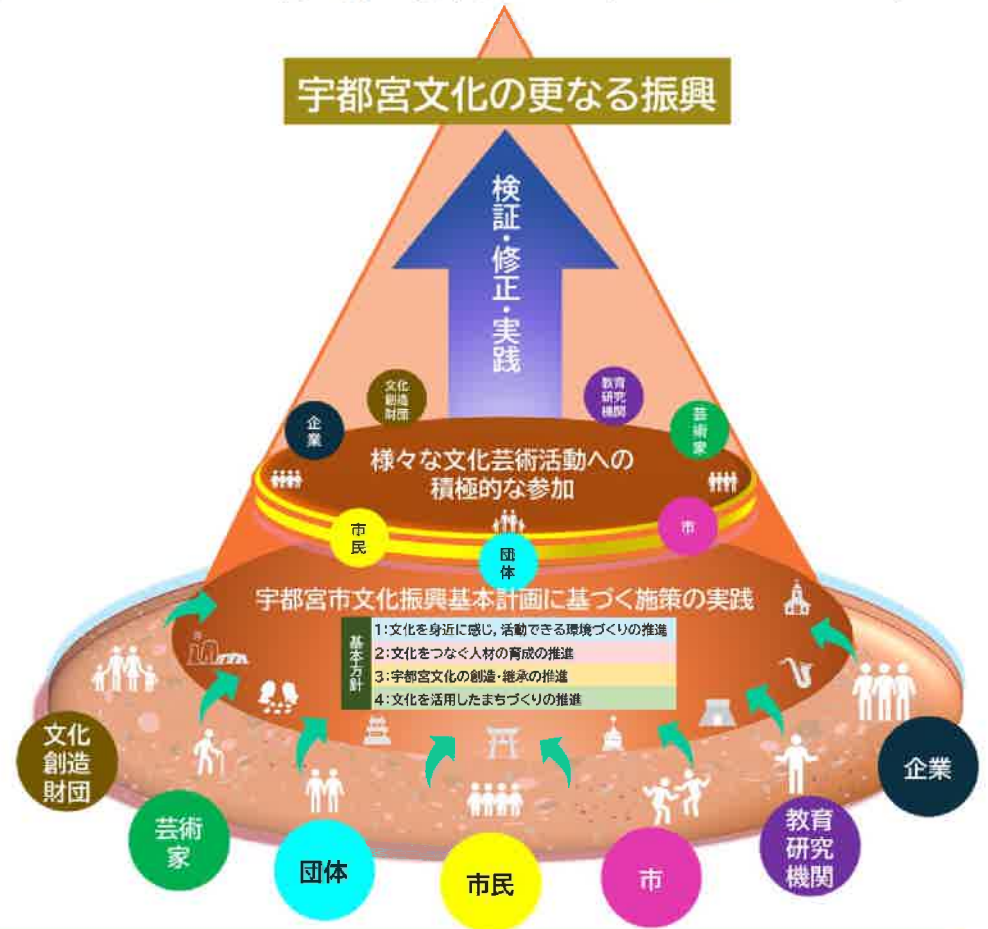 宇都宮文化の更なる振興
検証・修正・実践
文化
創造
財団
教育
研究
機関
企
業
芸
術
家
様々な文化芸術活動への
積極的な参加
市
民
団
体
市
宇都宮市文化振興基本計画に基づく施策の実践
基本方針
1:文化を身近に感じ,活動できる環境づくりの推進
2:文化をつなぐ人材の育成の推進
3:宇都宮文化の創造・継承の推進
4:文化を活用したまちづくりの推進
文化
創造
財団
芸術
家
団体
市民
市
教育
研究
機関
企業